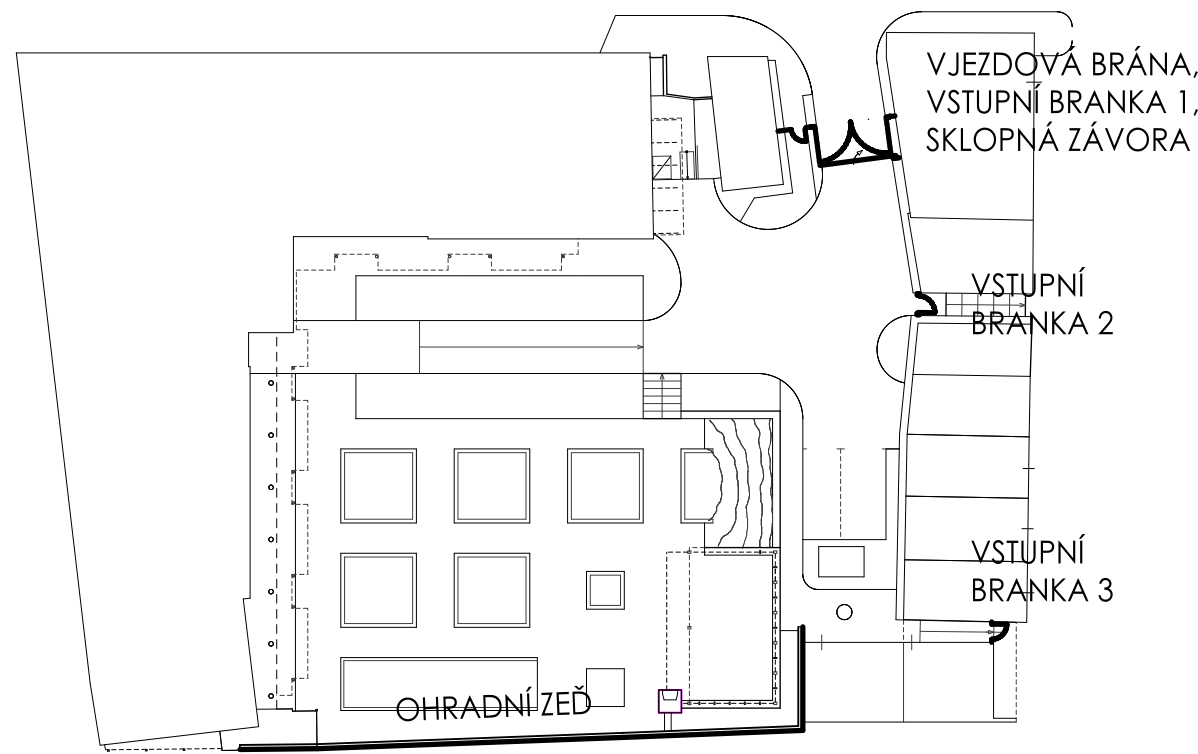 VJEZDOVÁ BRÁNA,
VSTUPNÍ BRANKA 1,
SKLOPNÁ ZÁVORA
VSTUPNÍ
BRANKA 2
VSTUPNÍ
BRANKA 3
OHRADNÍ ZEĎ